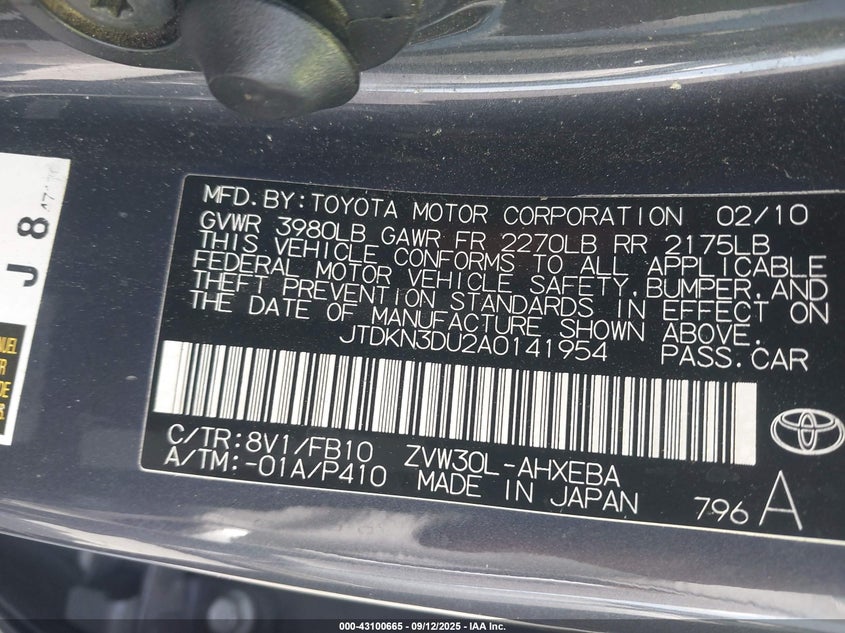 MFD. BY: TOYOTA MOTOR CORPORATION 02/10
GVWR 3980LB GAWR FR 2270LB RR 2175LB
THIS VEHICLE CONFORMS TO ALL APPLICABLE
FEDERAL MOTOR VEHICLE SAFETY, BUMPER, AND
THEFT PREVENTION STANDARDS IN EFFECT ON
THE DATE OF MANUFACTURE SHOWN ABOVE.
JTDKN3DU2A0141954 PASS. CAR
C/TR: 8V1/FB10 ZVW30L-AHXEBA
A/TM: -01A/P410 MADE IN JAPAN 796 A
J 8
000-43100665 - 09/12/2025 - IAA Inc.